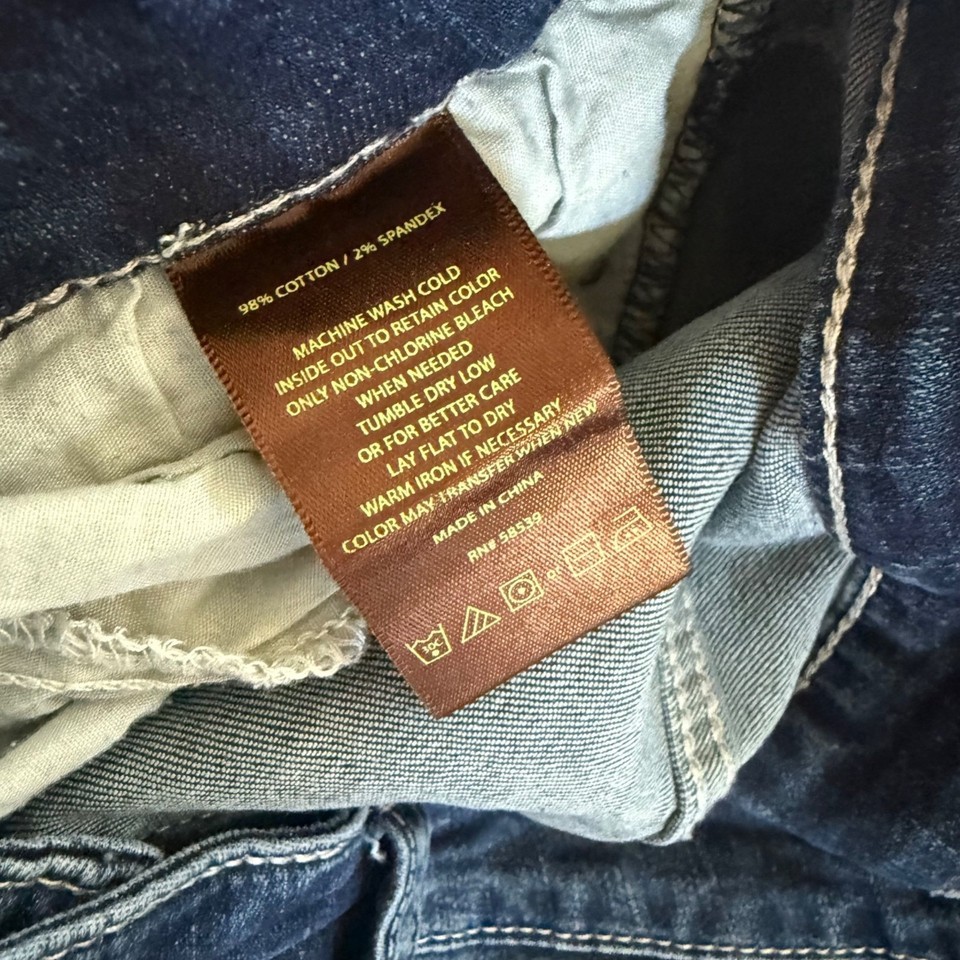 98% COTTON / 2% SPANDEX
MACHINE WASH COLD
INSIDE OUT TO RETAIN COLOR
ONLY NON-CHLORINE BLEACH
WHEN NEEDED
TUMBLE DRY LOW
OR FOR BETTER CARE
LAY FLAT TO DRY
WARM IRON IF NECESSARY
COLOR MAY TRANSFER WHEN NEW
MADE IN CHINA
RN# 58539
30C or